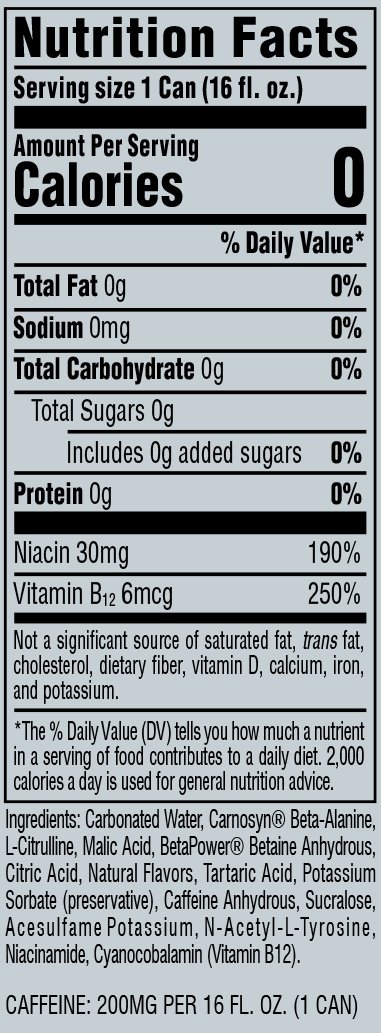 Nutrition Facts
Serving size 1 Can (16 fl. oz.)
Amount Per Serving
Calories 0
% Daily Value*
Total Fat 0g 0%
Sodium 0mg 0%
Total Carbohydrate 0g 0%
Total Sugars 0g
Includes 0g added sugars 0%
Protein 0g 0%
Niacin 30mg 190%
Vitamin B12 6mcg 250%
Not a significant source of saturated fat, trans fat,
cholesterol, dietary fiber, vitamin D, calcium, iron,
and potassium.
*The % Daily Value (DV) tells you how much a nutrient
in a serving of food contributes to a daily diet. 2,000
calories a day is used for general nutrition advice.
Ingredients: Carbonated Water, Carnosyn® Beta-Alanine,
L-Citrulline, Malic Acid, BetaPower® Betaine Anhydrous,
Citric Acid, Natural Flavors, Tartaric Acid, Potassium
Sorbate (preservative), Caffeine Anhydrous, Sucralose,
Acesulfame Potassium, N-Acetyl-L-Tyrosine,
Niacinamide, Cyanocobalamin (Vitamin B12).
CAFFEINE: 200MG PER 16 FL. OZ. (1 CAN)